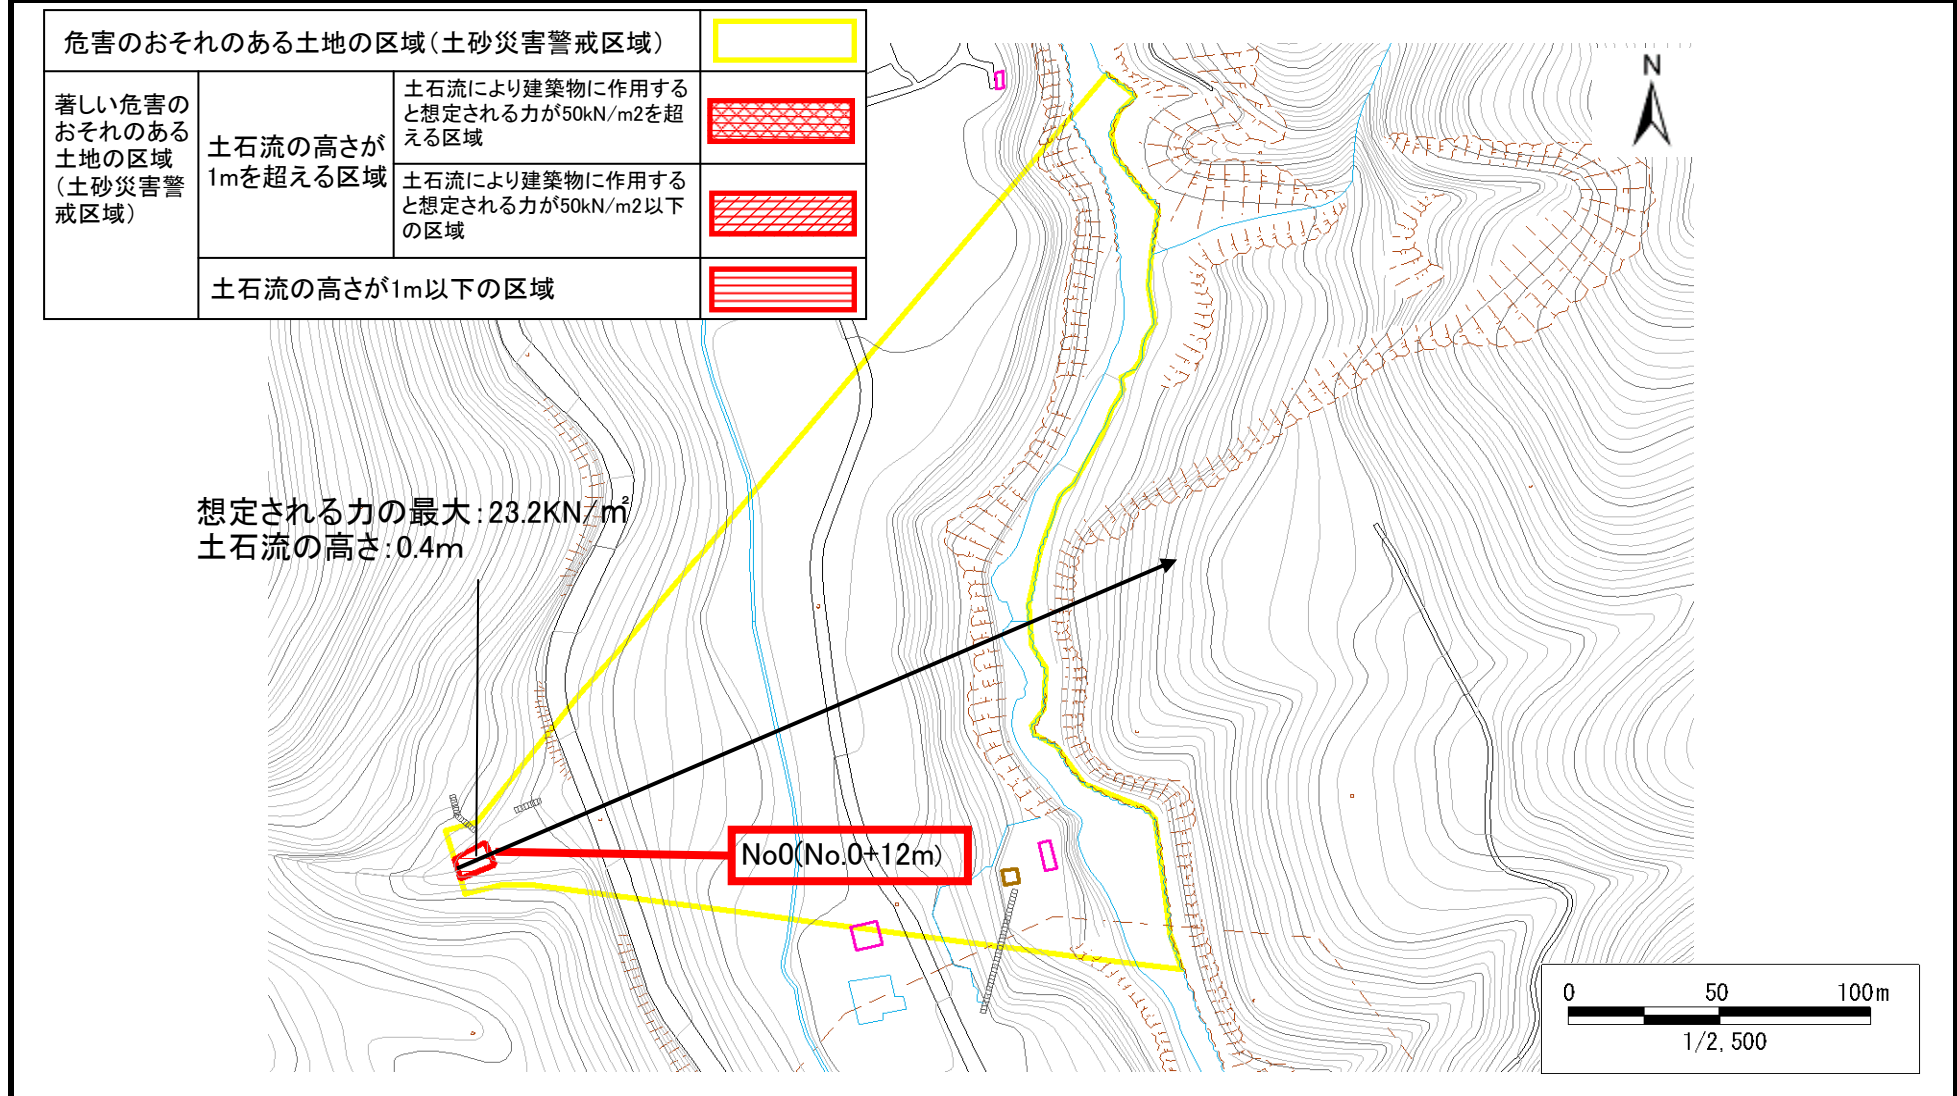 危害のおそれのある土地の区域(土砂災害警戒区域)
著しい危害の
おそれのある
土地の区域
(土砂災害警
戒区域)
土石流の高さが
1mを超える区域
土石流により建築物に作用する
と想定される力が50kN/m2を超
える区域
土石流により建築物に作用する
と想定される力が50kN/m2以下
の区域
土石流の高さが1m以下の区域
N
想定される力の最大:23.2KN/㎡
土石流の高さ:0.4m
No0(No.0+12m)
0 50 100m
1/2,500